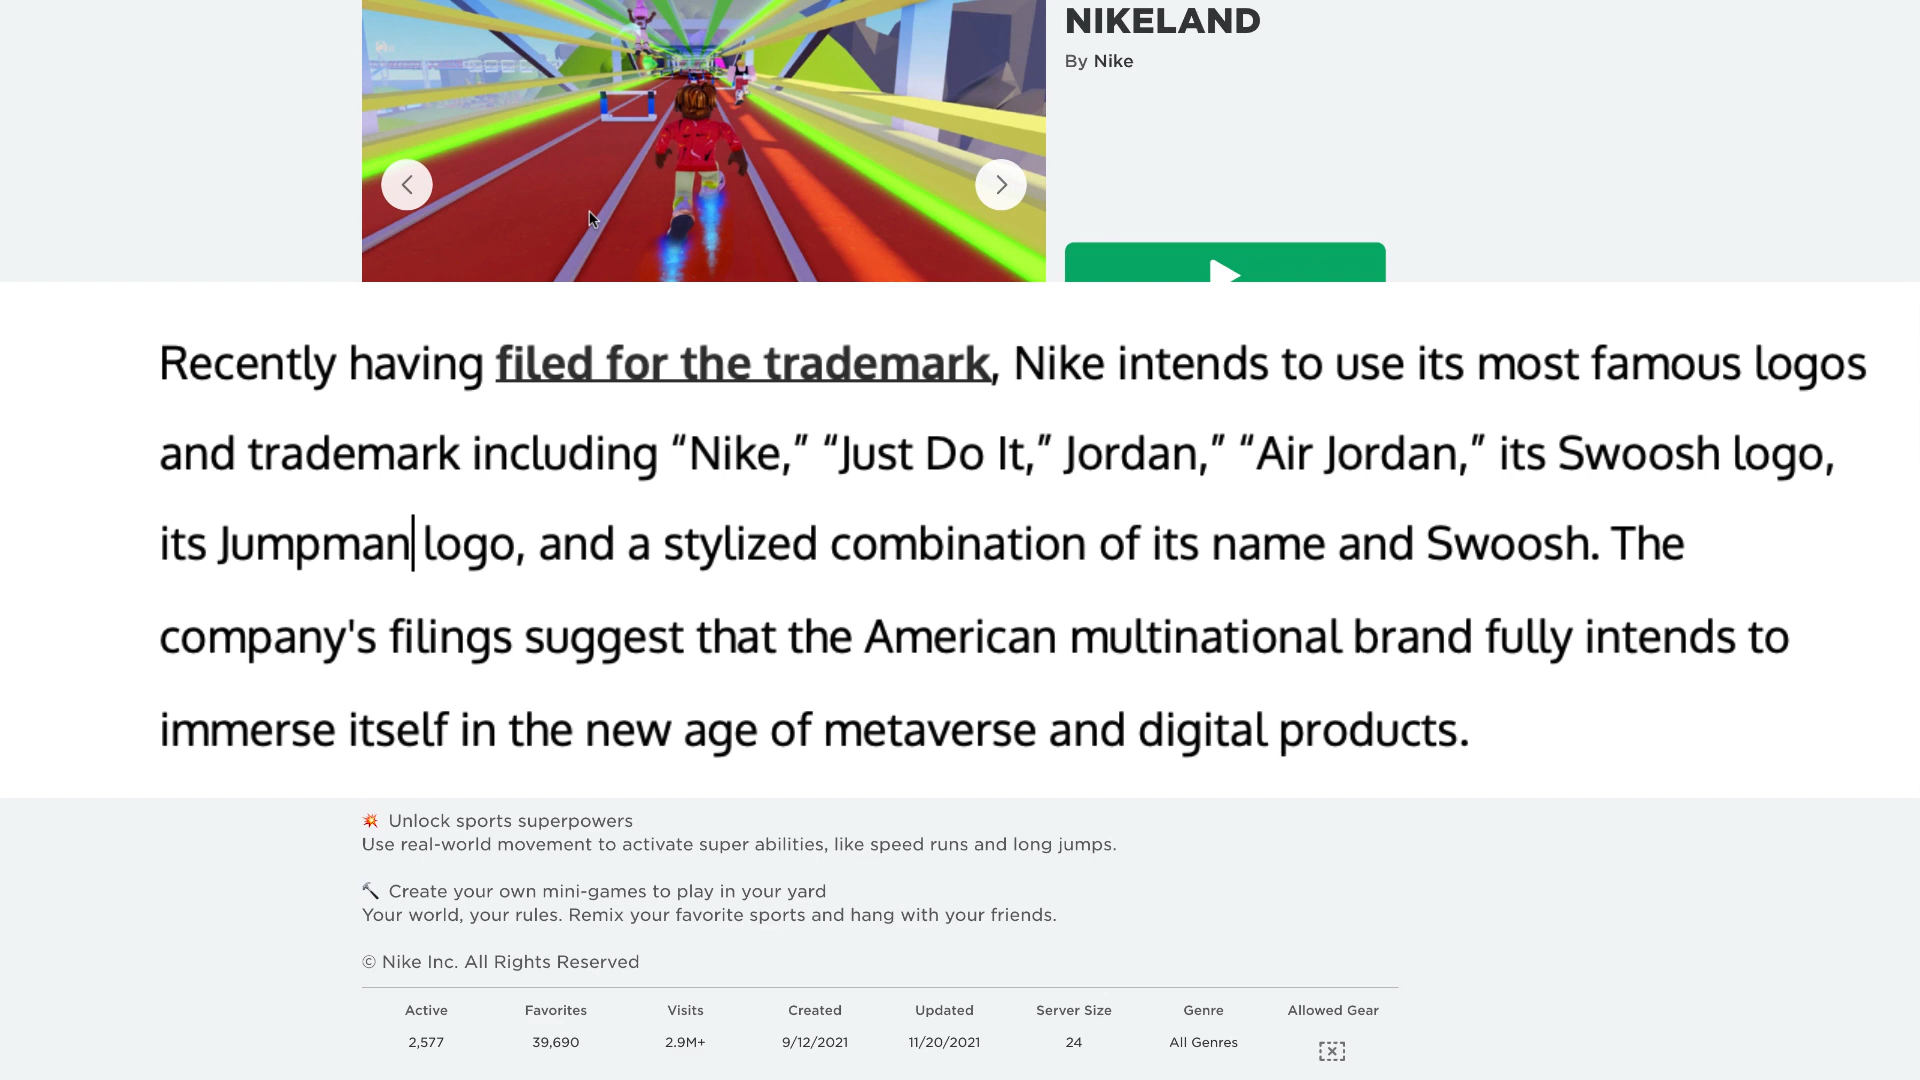 NIKELAND
By Nike
Recently having filed for the trademark, Nike intends to use its most famous logos
and trademark including “Nike,” “Just Do It,” Jordan,” “Air Jordan,” its Swoosh logo,
its Jumpman logo, and a stylized combination of its name and Swoosh. The
company's filings suggest that the American multinational brand fully intends to
immerse itself in the new age of metaverse and digital products.
💥 Unlock sports superpowers
Use real-world movement to activate super abilities, like speed runs and long jumps.
🔨 Create your own mini-games to play in your yard
Your world, your rules. Remix your favorite sports and hang with your friends.
© Nike Inc. All Rights Reserved
Active Favorites Visits Created Updated Server Size Genre Allowed Gear
2,577 39,690 2.9M+ 9/12/2021 11/20/2021 24 All Genres